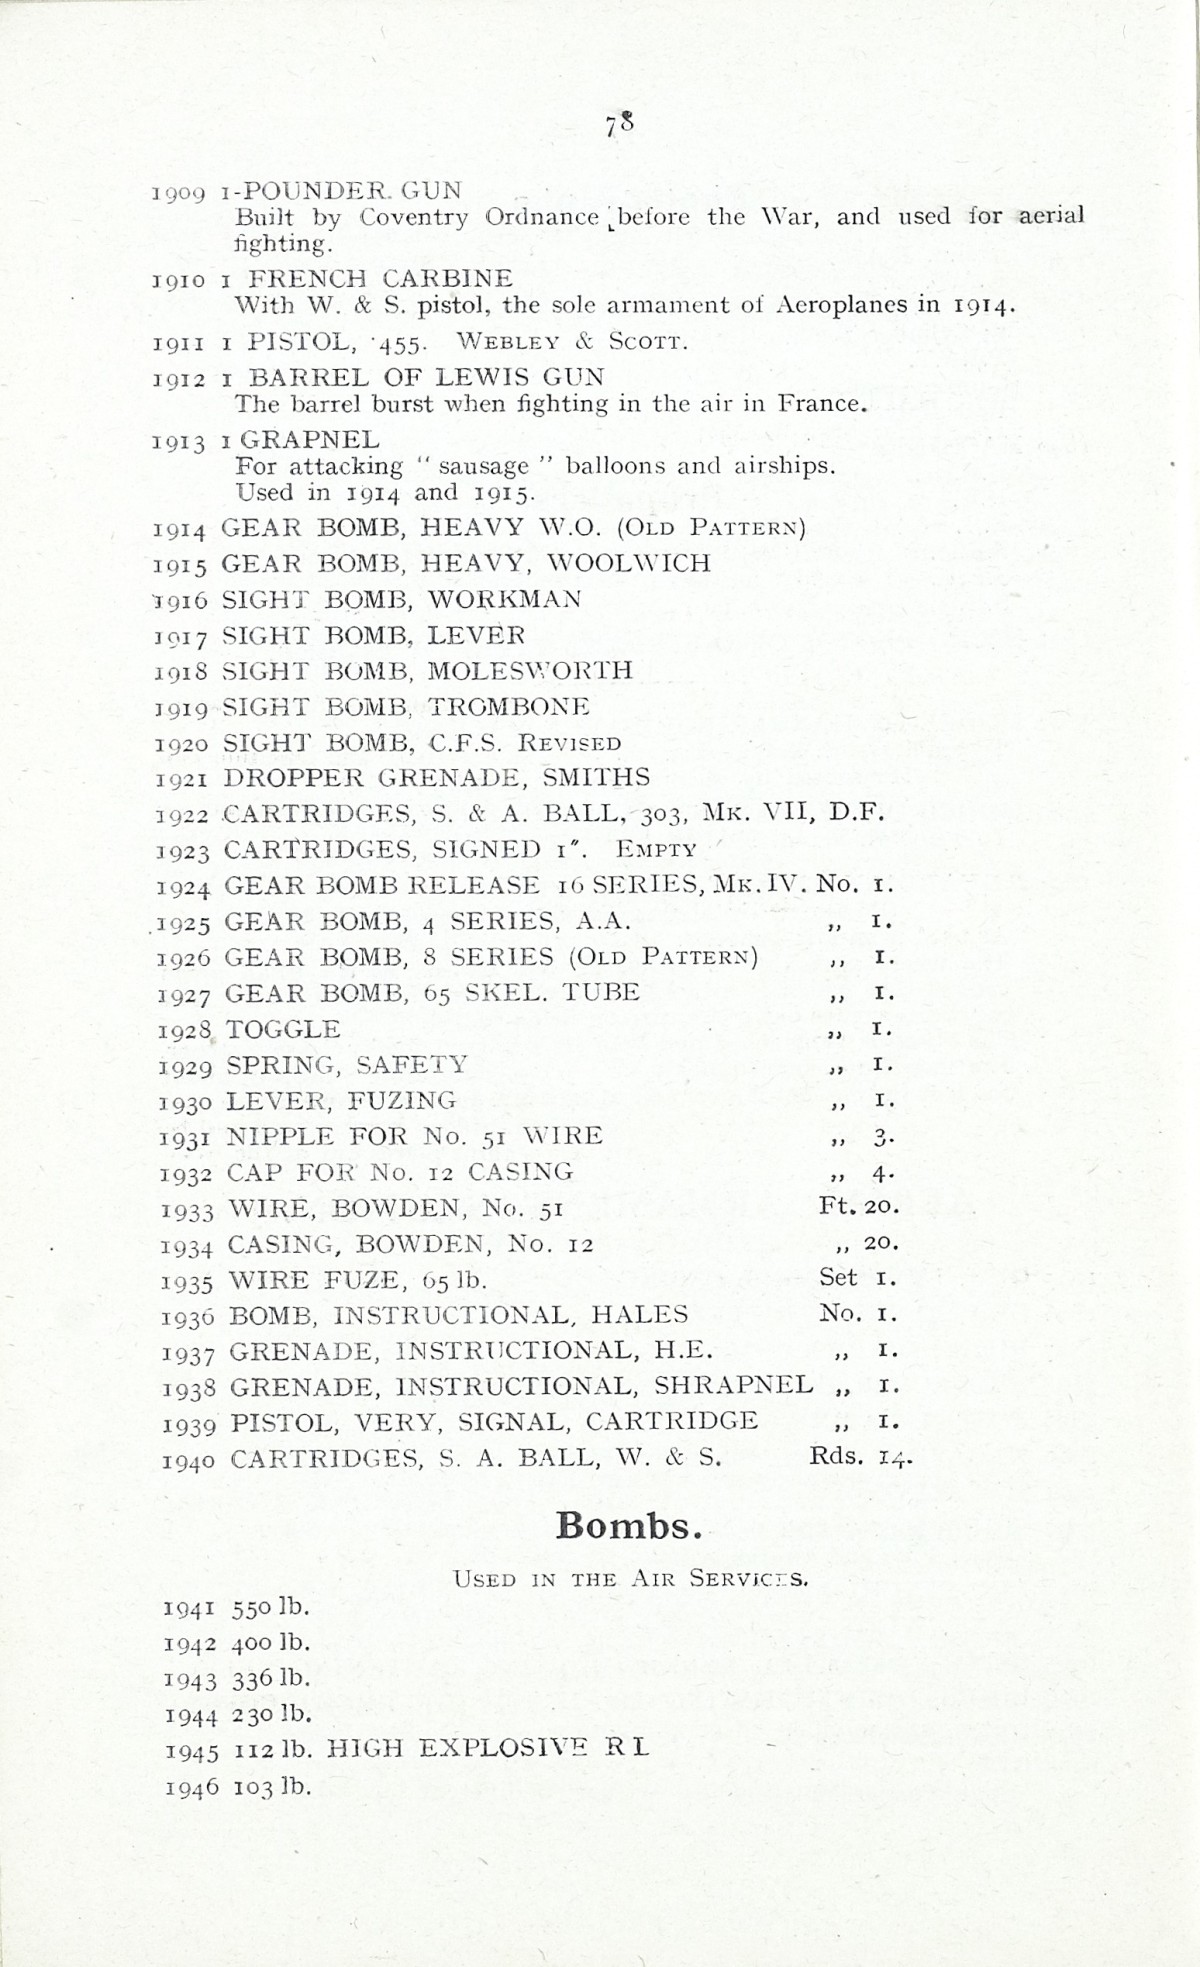 78
1909 1-POUNDER GUN
Built by Coventry Ordnance before the War, and used for aerial
fighting.
1910 1 FRENCH CARBINE
With W. & S. pistol, the sole armament of Aeroplanes in 1914.
1911 1 PISTOL, ·455. WEBLEY & SCOTT.
1912 1 BARREL OF LEWIS GUN
The barrel burst when fighting in the air in France.
1913 1 GRAPNEL
For attacking “ sausage ” balloons and airships.
Used in 1914 and 1915.
1914 GEAR BOMB, HEAVY W.O. (OLD PATTERN)
1915 GEAR BOMB, HEAVY, WOOLWICH
1916 SIGHT BOMB, WORKMAN
1917 SIGHT BOMB, LEVER
1918 SIGHT BOMB, MOLESWORTH
1919 SIGHT BOMB, TROMBONE
1920 SIGHT BOMB, C.F.S. REVISED
1921 DROPPER GRENADE, SMITHS
1922 CARTRIDGES, S. & A. BALL, 303, MK. VII, D.F.
1923 CARTRIDGES, SIGNED 1″. EMPTY
1924 GEAR BOMB RELEASE 16 SERIES, MK. IV. No. 1.
1925 GEAR BOMB, 4 SERIES, A.A. ,, 1.
1926 GEAR BOMB, 8 SERIES (OLD PATTERN) ,, 1.
1927 GEAR BOMB, 65 SKEL. TUBE ,, 1.
1928 TOGGLE ,, 1.
1929 SPRING, SAFETY ,, 1.
1930 LEVER, FUZING ,, 1.
1931 NIPPLE FOR No. 51 WIRE ,, 3.
1932 CAP FOR No. 12 CASING ,, 4.
1933 WIRE, BOWDEN, No. 51 Ft. 20.
1934 CASING, BOWDEN, No. 12 ,, 20.
1935 WIRE FUZE, 65 lb. Set 1.
1936 BOMB, INSTRUCTIONAL, HALES No. 1.
1937 GRENADE, INSTRUCTIONAL, H.E. ,, 1.
1938 GRENADE, INSTRUCTIONAL, SHRAPNEL ,, 1.
1939 PISTOL, VERY, SIGNAL, CARTRIDGE ,, 1.
1940 CARTRIDGES, S. A. BALL, W. & S. Rds. 14.
Bombs.
USED IN THE AIR SERVICES.
1941 550 lb.
1942 400 lb.
1943 336 lb.
1944 230 lb.
1945 112 lb. HIGH EXPLOSIVE R L
1946 103 lb.